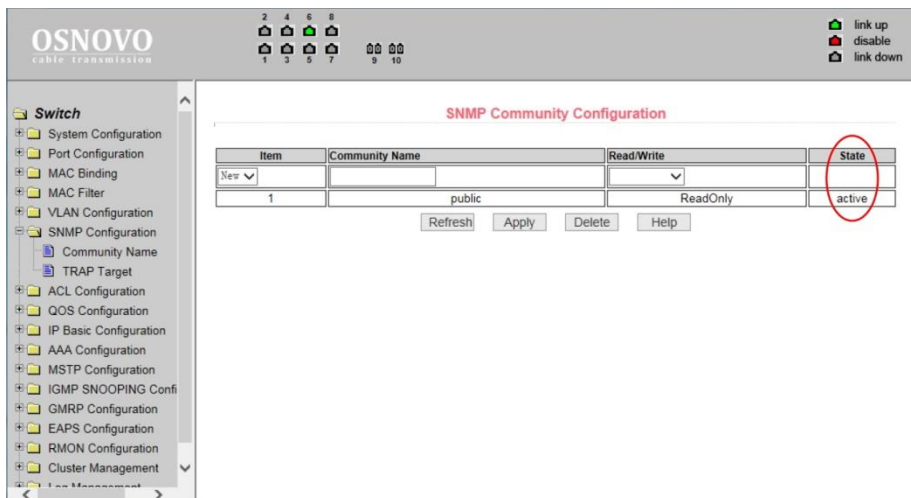 OSNOVO
cable transmission
2 4 6 8
1 3 5 7 9 10
link up
disable
link down
Switch
System Configuration
Port Configuration
MAC Binding
MAC Filter
VLAN Configuration
SNMP Configuration
Community Name
TRAP Target
ACL Configuration
QOS Configuration
IP Basic Configuration
AAA Configuration
MSTP Configuration
IGMP SNOOPING Confi
GMRP Configuration
EAPS Configuration
RMON Configuration
Cluster Management
Log Management
SNMP Community Configuration
Item Community Name Read/Write State
New
1 public ReadOnly active
Refresh Apply Delete Help